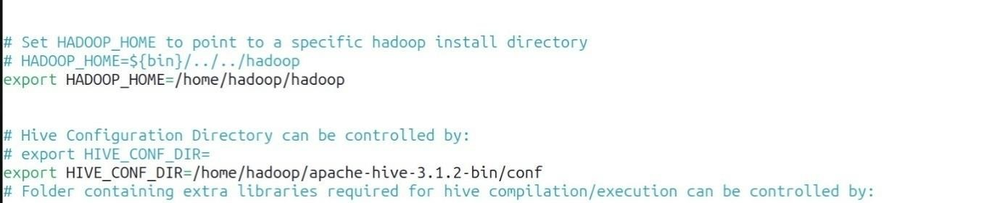 # Set HADOOP_HOME to point to a specific hadoop install directory
# HADOOP_HOME=${bin}/../../hadoop
export HADOOP_HOME=/home/hadoop/hadoop
# Hive Configuration Directory can be controlled by:
# export HIVE_CONF_DIR=
export HIVE_CONF_DIR=/home/hadoop/apache-hive-3.1.2-bin/conf
# Folder containing extra libraries required for hive compilation/execution can be controlled by: